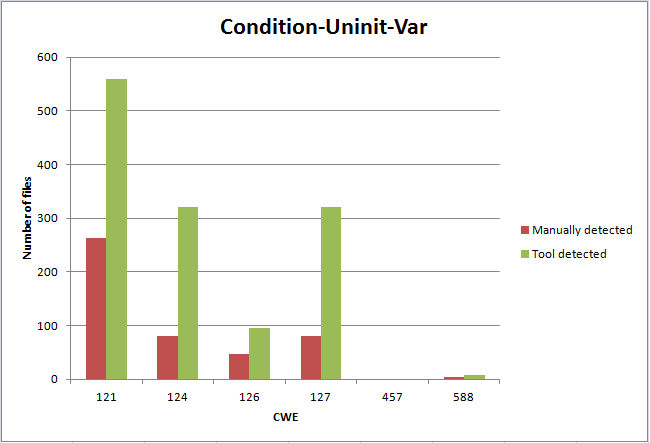 Condition-Uninit-Var
600
500
400
300
200
100
0
Number of files
121 124 126 127 457 588
CWE
Manually detected
Tool detected